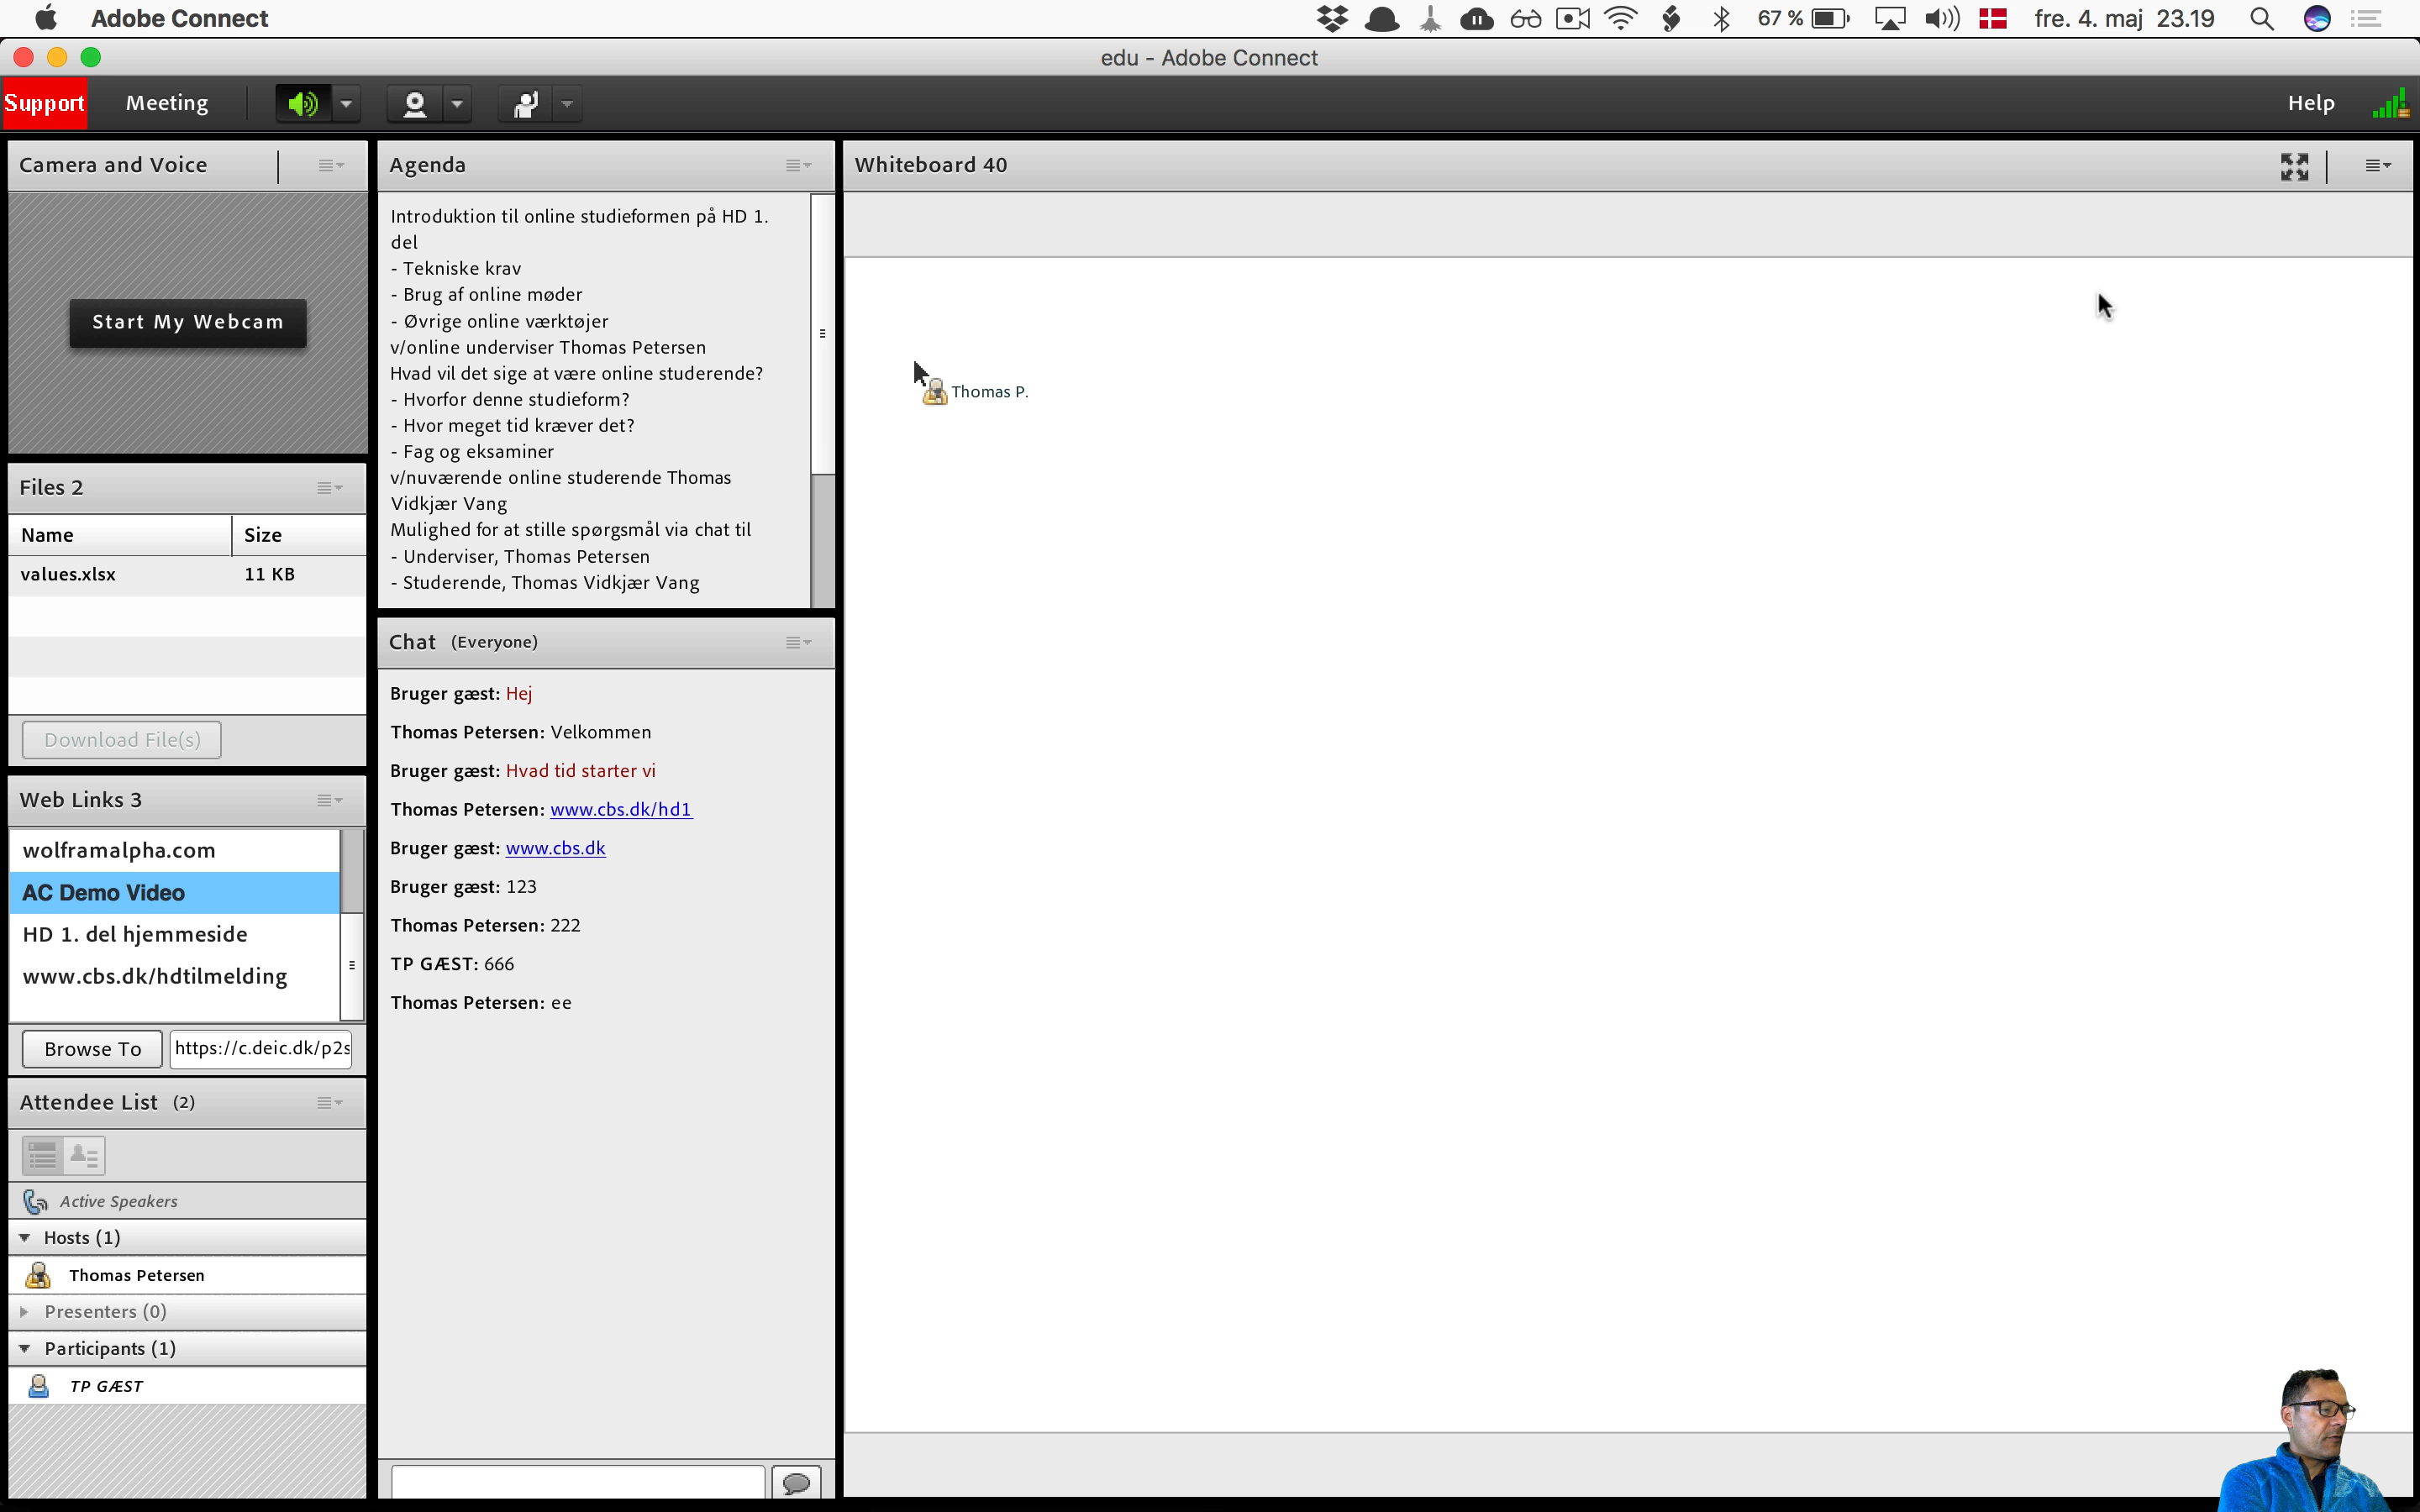 Adobe Connect
67 %
fre. 4. maj 23.19
edu - Adobe Connect
Support
Meeting
Help
Camera and Voice
Start My Webcam
Files 2
Name
Size
values.xlsx
11 KB
Download File(s)
Web Links 3
wolframalpha.com
AC Demo Video
HD 1. del hjemmeside
www.cbs.dk/hdtilmelding
Browse To
https://c.deic.dk/p2s
Attendee List (2)
Active Speakers
Hosts (1)
Thomas Petersen
Presenters (0)
Participants (1)
TP GÆST
Agenda
Introduktion til online studieformen på HD 1.
del
- Tekniske krav
- Brug af online møder
- Øvrige online værktøjer
v/online underviser Thomas Petersen
Hvad vil det sige at være online studerende?
- Hvorfor denne studieform?
- Hvor meget tid kræver det?
- Fag og eksaminer
v/nuværende online studerende Thomas
Vidkjær Vang
Mulighed for at stille spørgsmål via chat til
- Underviser, Thomas Petersen
- Studerende, Thomas Vidkjær Vang
Chat (Everyone)
Bruger gæst: Hej
Thomas Petersen: Velkommen
Bruger gæst: Hvad tid starter vi
Thomas Petersen: www.cbs.dk/hd1
Bruger gæst: www.cbs.dk
Bruger gæst: 123
Thomas Petersen: 222
TP GÆST: 666
Thomas Petersen: ee
Whiteboard 40
Thomas P.